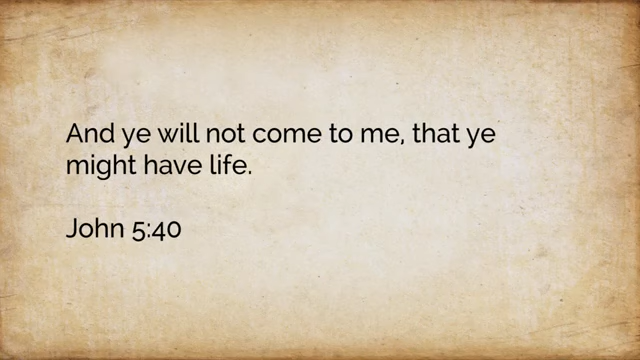 And ye will not come to me, that ye
might have life.
John 5:40